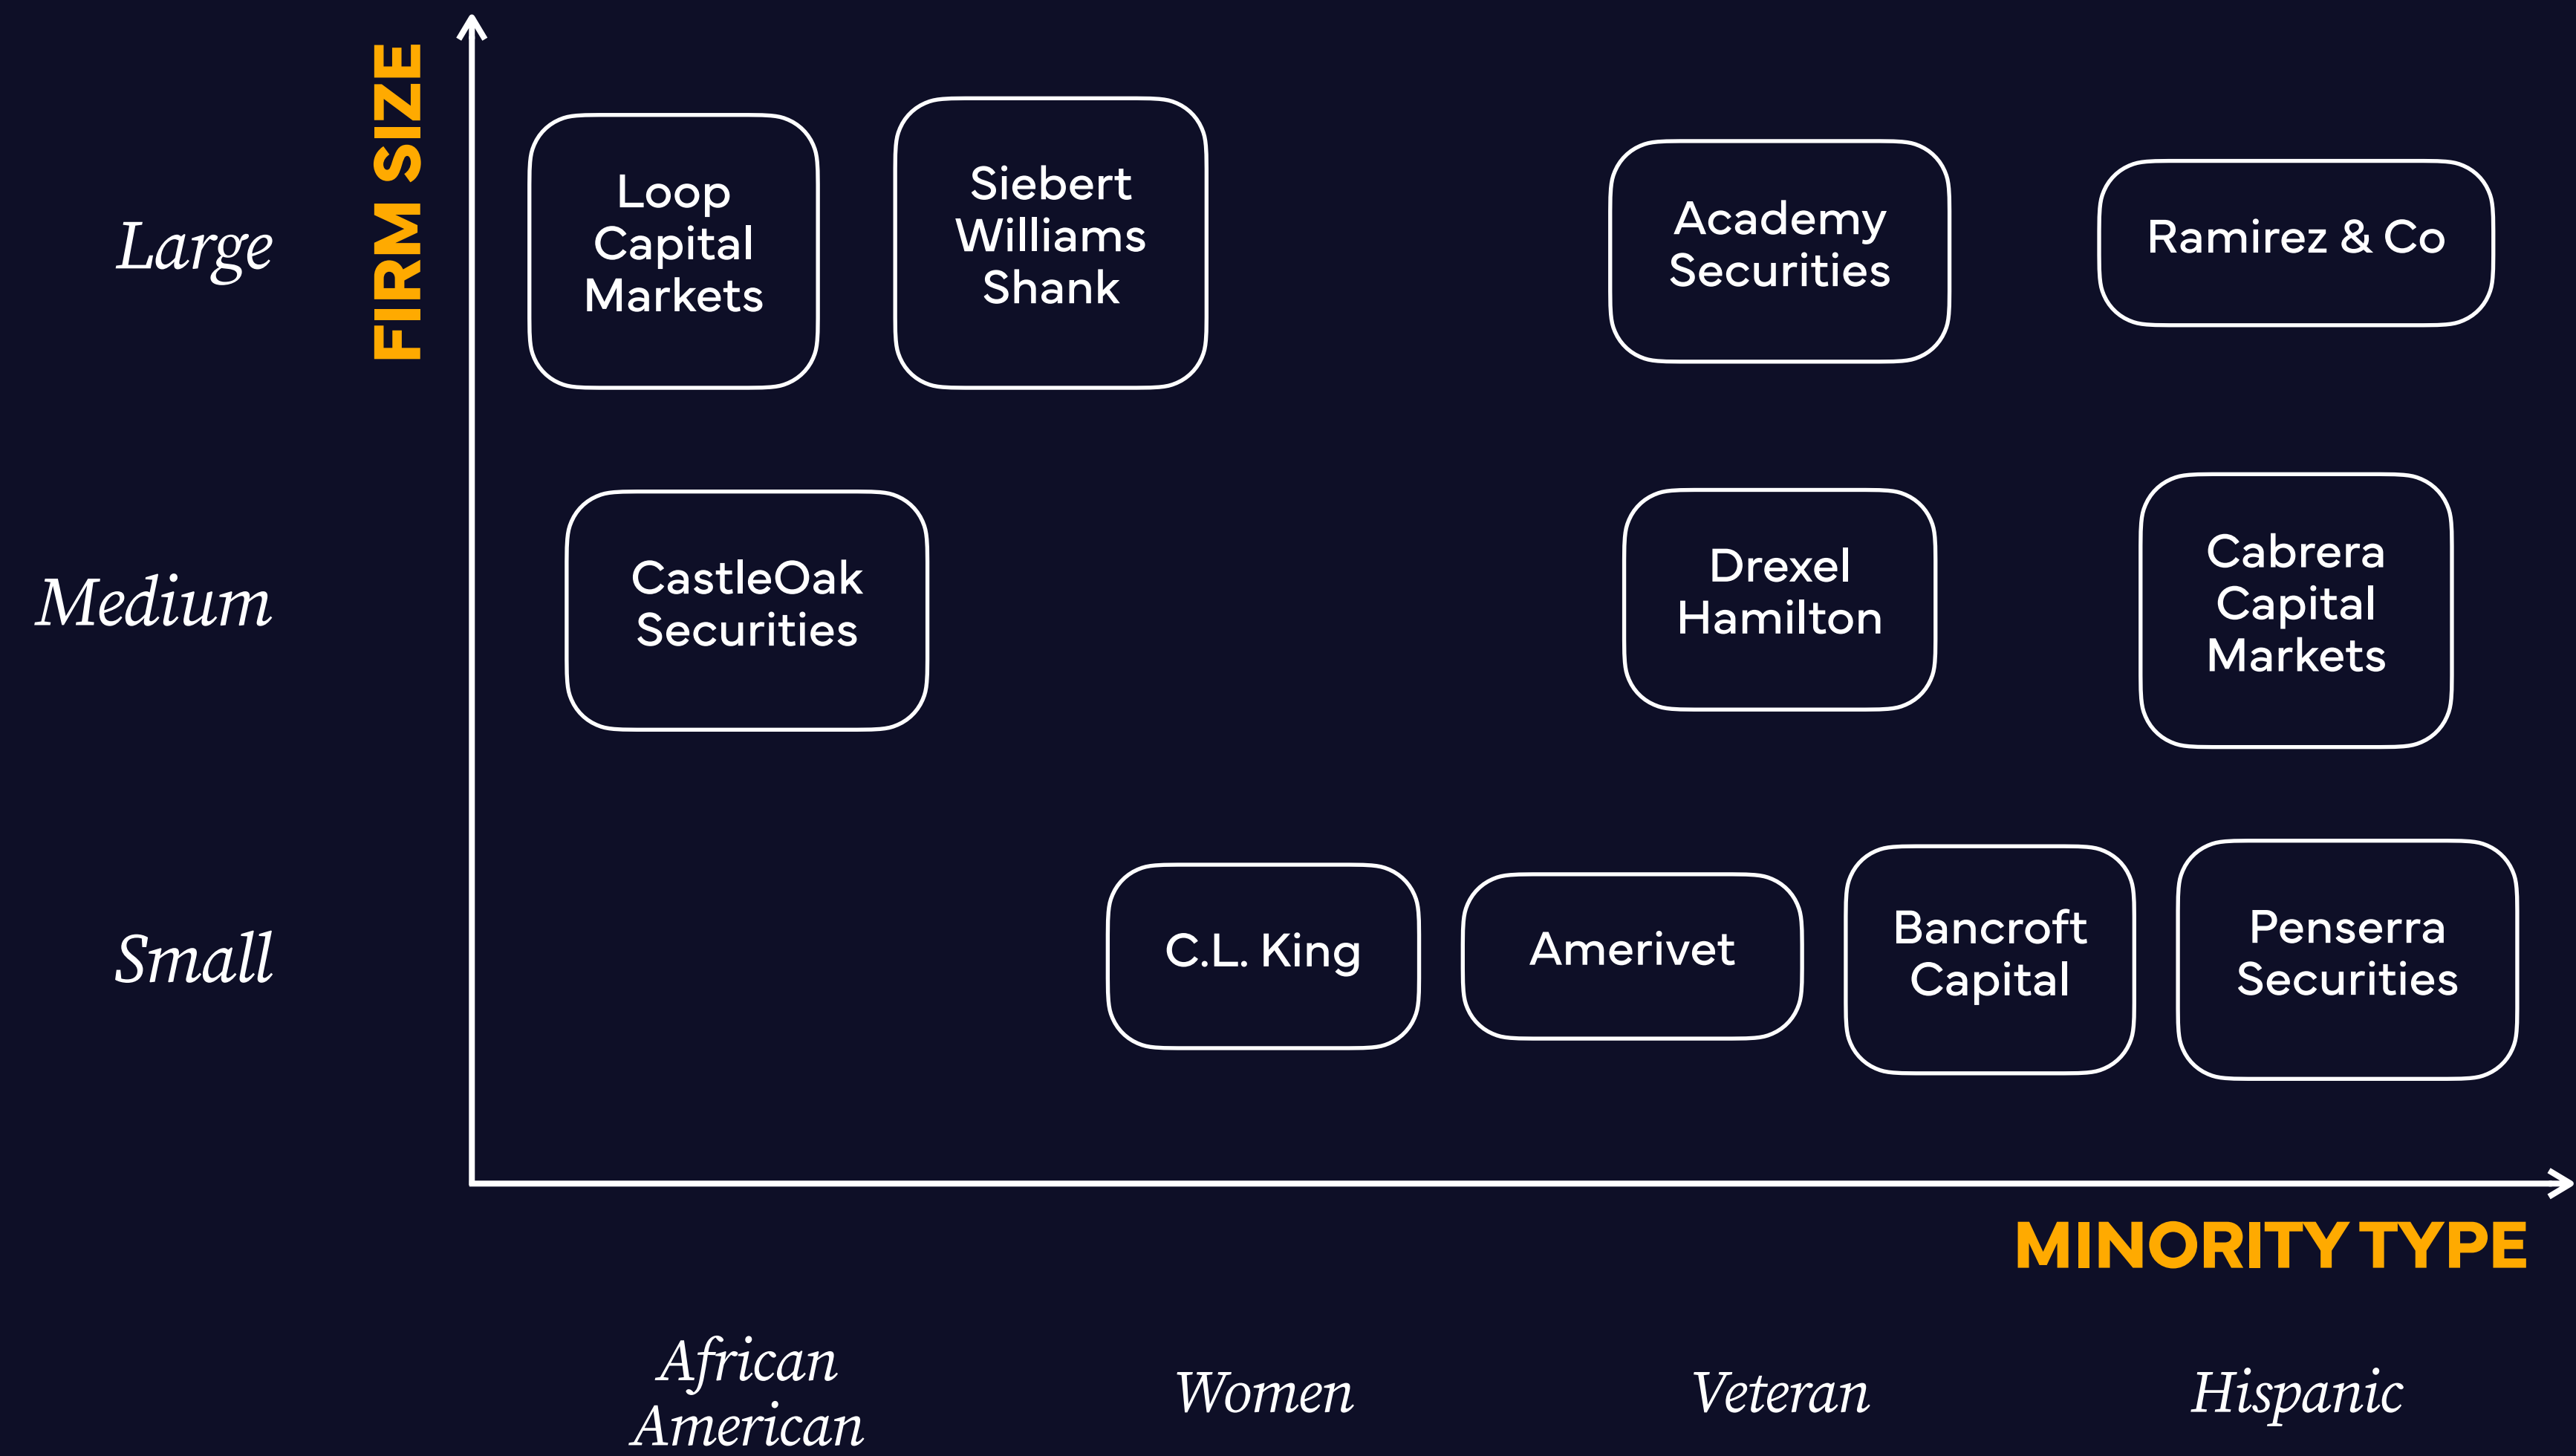 FIRM SIZE
Large
Loop
Capital
Markets
Siebert
Williams
Shank
Academy
Securities
Ramirez & Co
Medium
CastleOak
Securities
Drexel
Hamilton
Cabrera
Capital
Markets
Small
C.L. King
Amerivet
Bancroft
Capital
Penserra
Securities
MINORITY TYPE
African
American
Women
Veteran
Hispanic